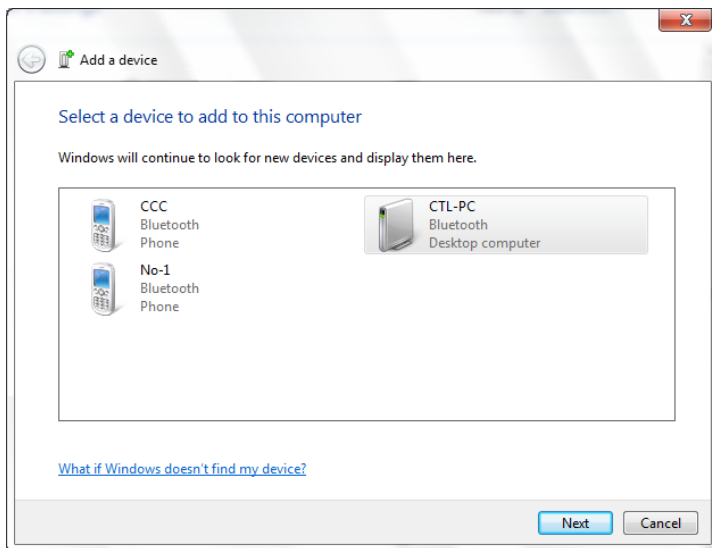 Add a device
Select a device to add to this computer
Windows will continue to look for new devices and display them here.
CCC
Bluetooth
Phone
CTL-PC
Bluetooth
Desktop computer
No-1
Bluetooth
Phone
What if Windows doesn't find my device?
Next
Cancel